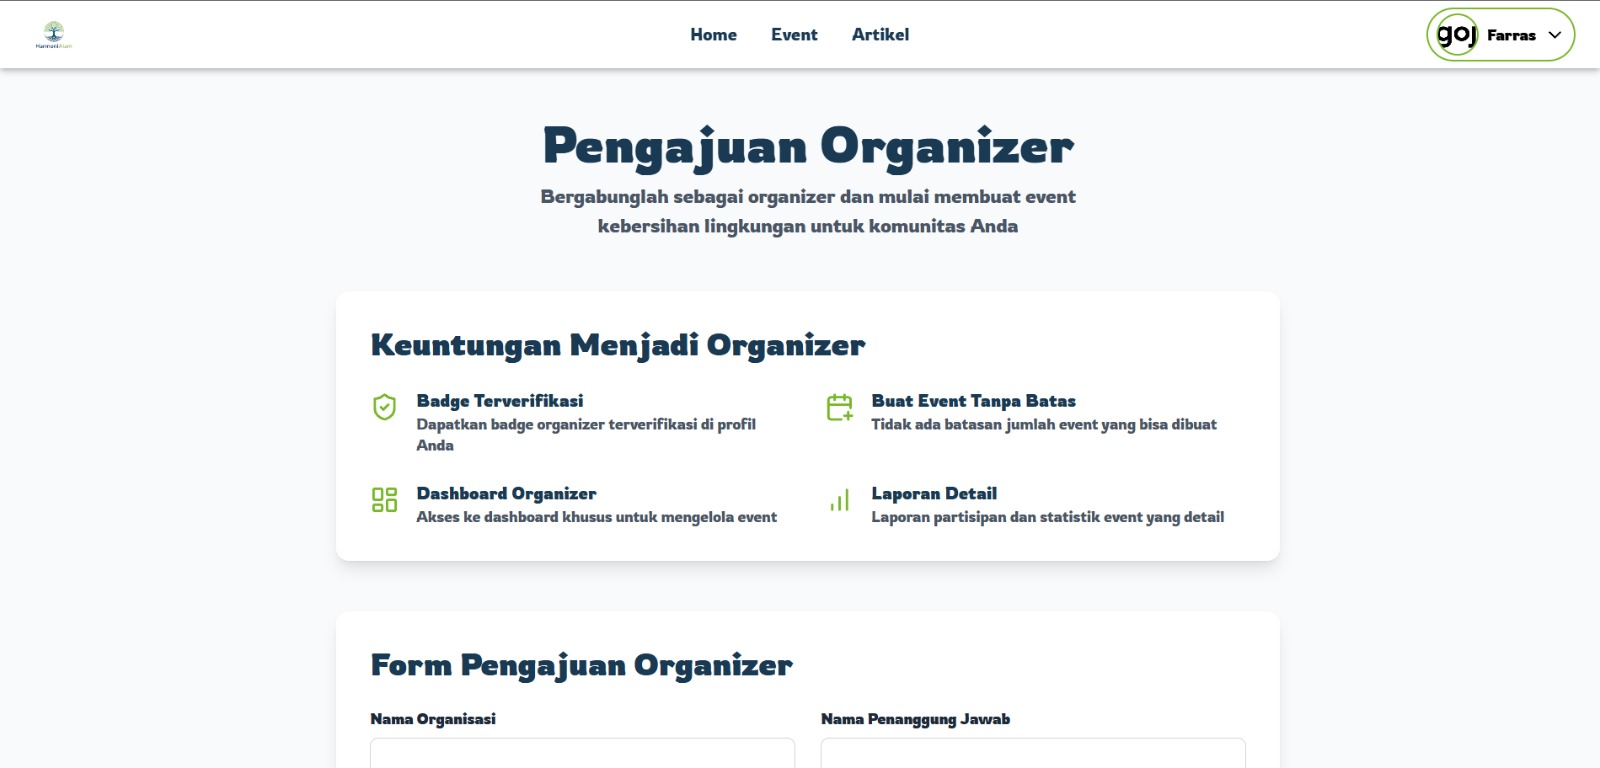 HarmoniAlam
Home
Event
Artikel
goj
Farras
Pengajuan Organizer
Bergabunglah sebagai organizer dan mulai membuat event
kebersihan lingkungan untuk komunitas Anda
Keuntungan Menjadi Organizer
Badge Terverifikasi
Dapatkan badge organizer terverifikasi di profil
Anda
Buat Event Tanpa Batas
Tidak ada batasan jumlah event yang bisa dibuat
Dashboard Organizer
Akses ke dashboard khusus untuk mengelola event
Laporan Detail
Laporan partisipan dan statistik event yang detail
Form Pengajuan Organizer
Nama Organisasi
Nama Penanggung Jawab